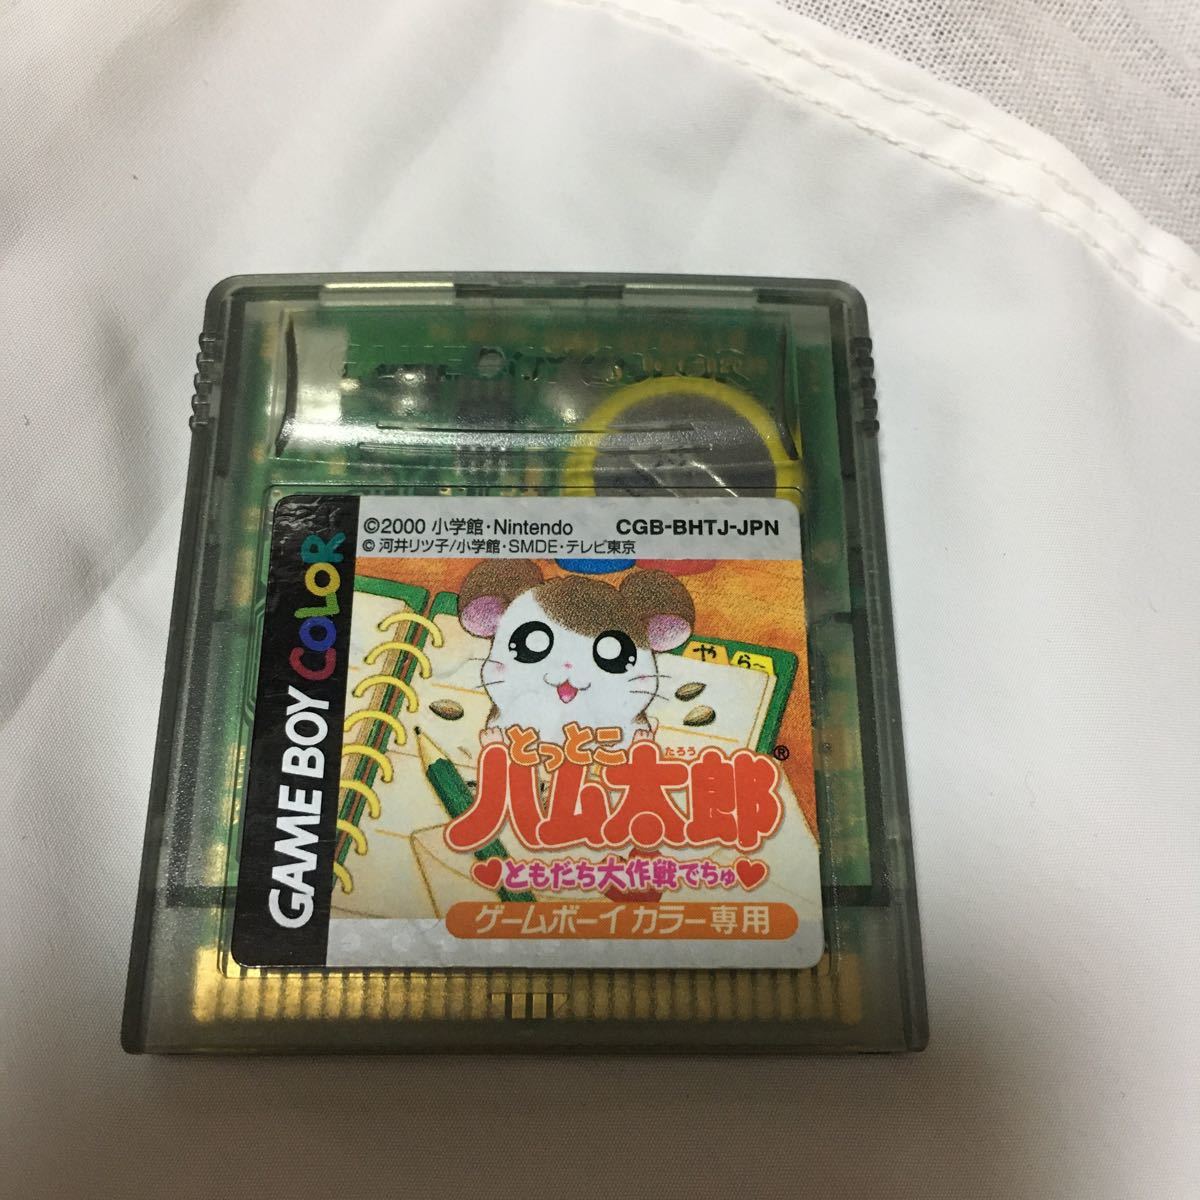 GAME BOY COLOR
©2000 小学館・Nintendo CGB-BHTJ-JPN
© 河井リツ子/小学館・SMDE・テレビ東京
GAME BOY COLOR
や ら〜
とっとこ
ハム太郎®
たろう
♥ともだち大作戦でちゅ♥
ゲームボーイ カラー専用